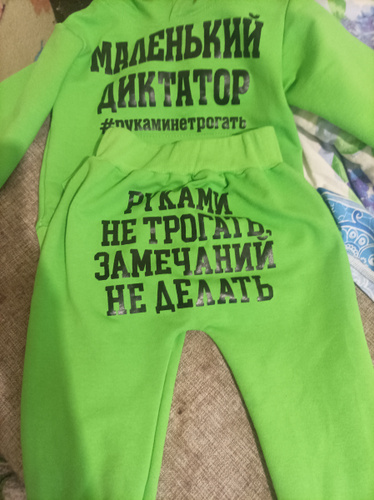 МАЛЕНЬКИЙ
ДИКТАТОР
#рукаминетрогать
РУКАМИ
НЕ ТРОГАТЬ,
ЗАМЕЧАНИЙ
НЕ ДЕЛАТЬ